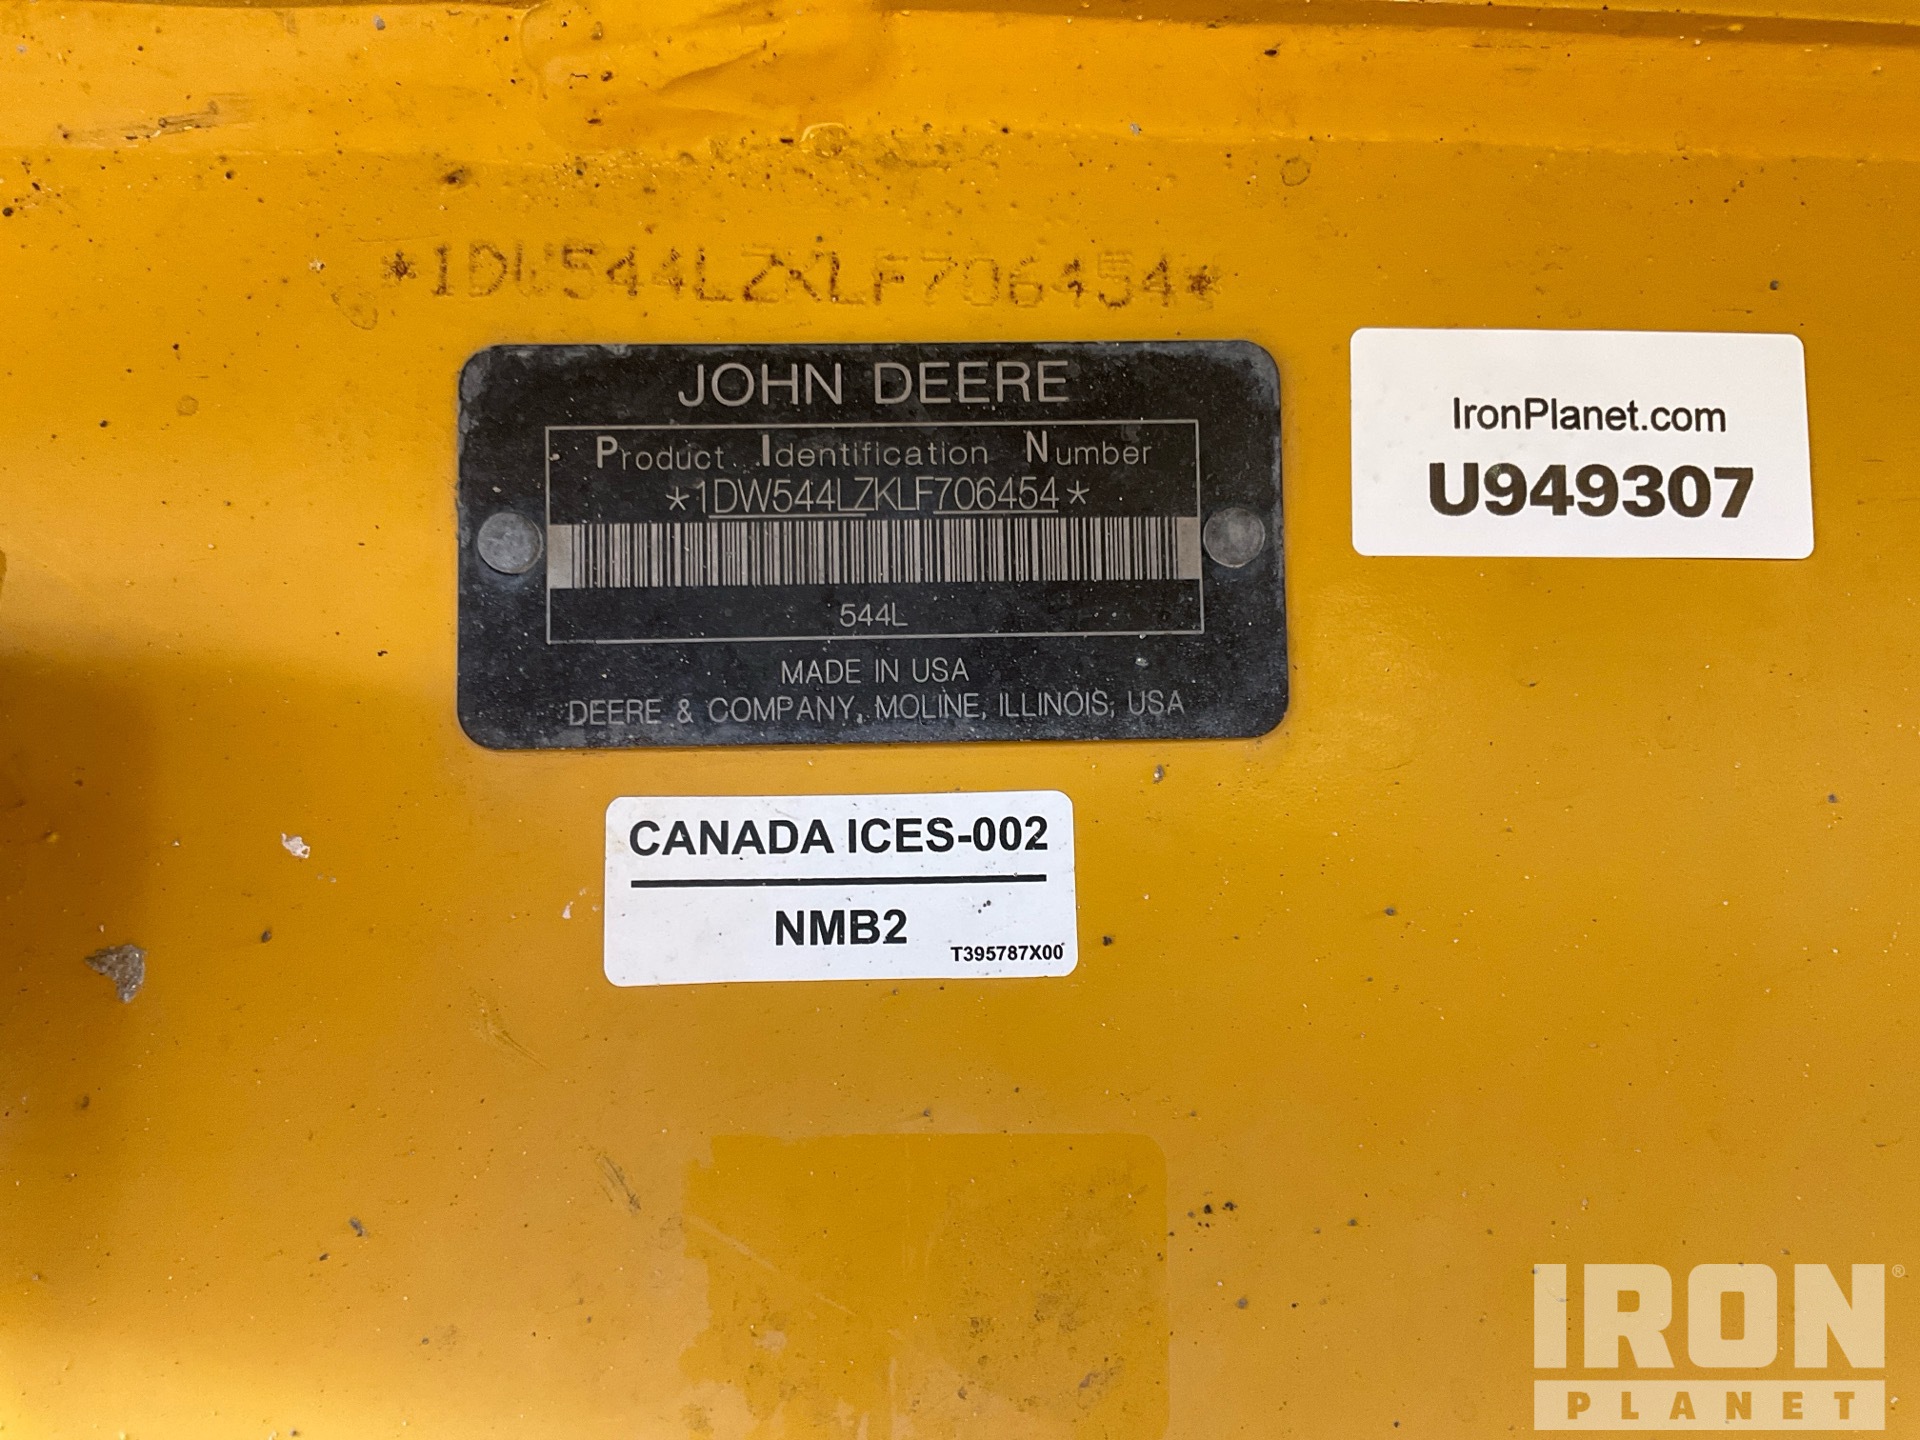 *1DW544LZKLF706454*
JOHN DEERE
Product Identification Number
*1DW544LZKLF706454*
544L
MADE IN USA
DEERE & COMPANY, MOLINE, ILLINOIS, USA
IronPlanet.com
U949307
CANADA ICES-002
NMB2
T395787X00
IRON®
PLANET